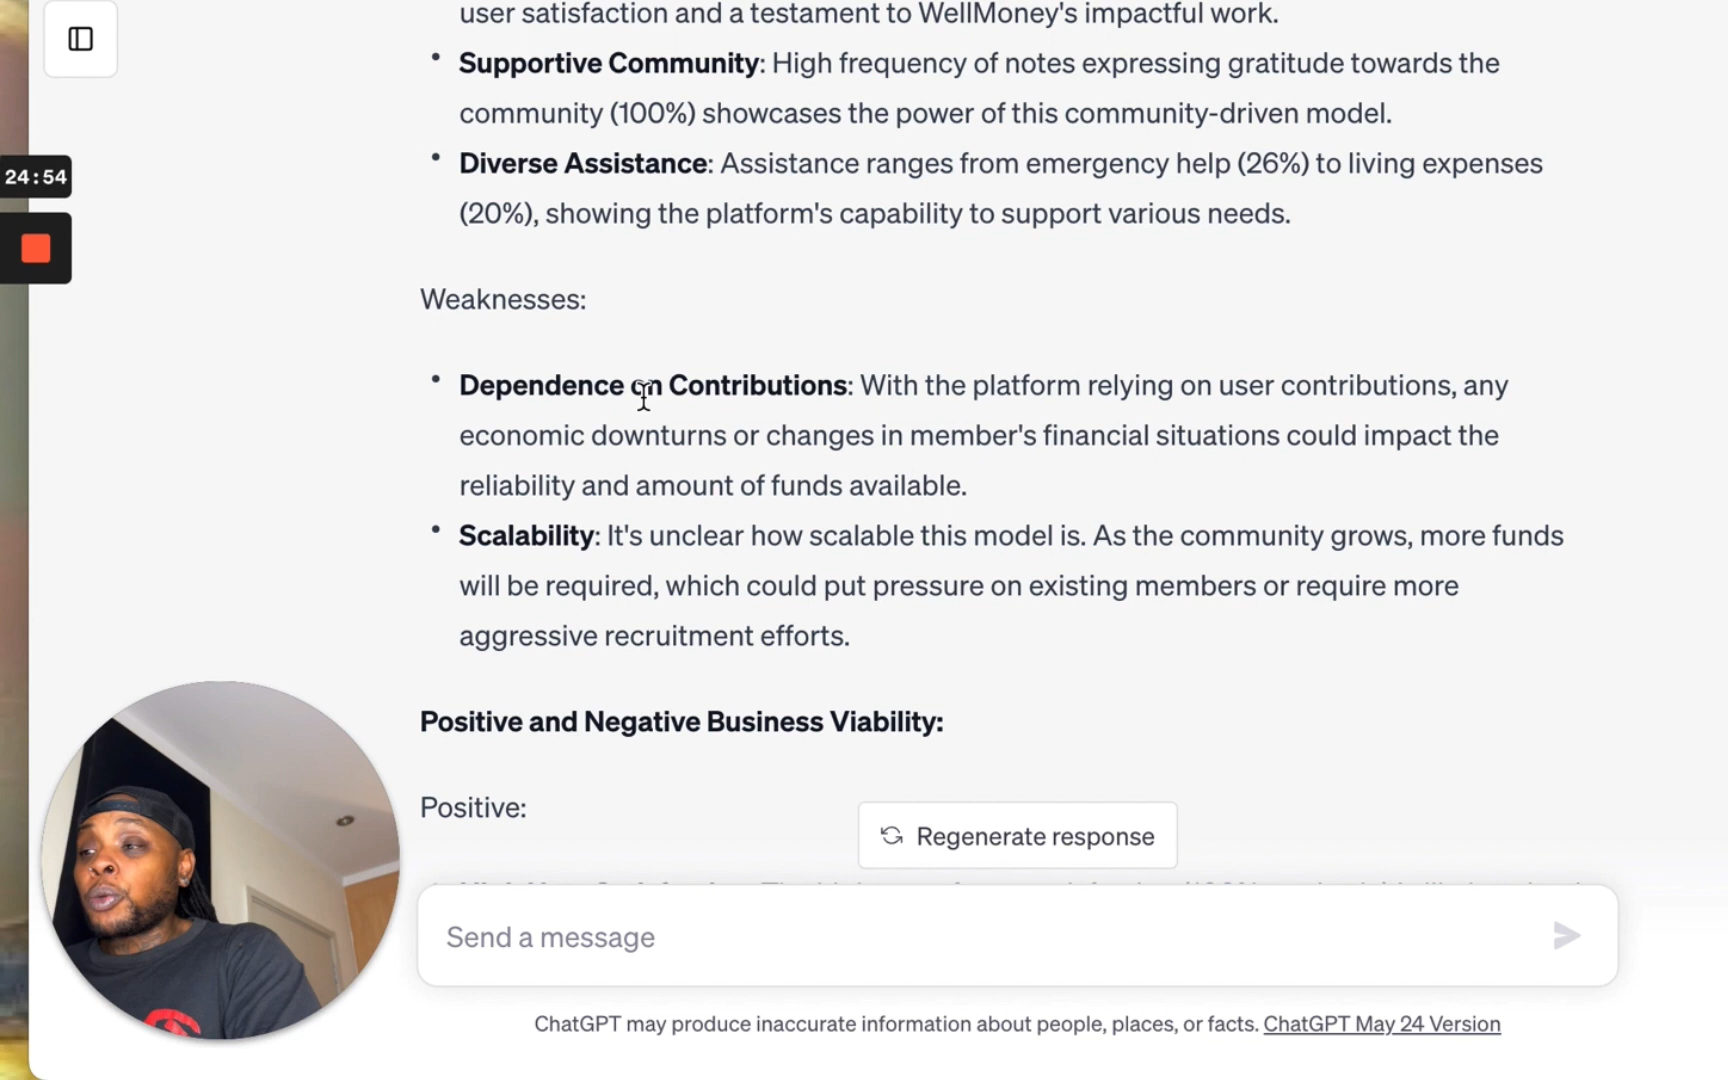 user satisfaction and a testament to WellMoney's impactful work.
• Supportive Community: High frequency of notes expressing gratitude towards the
community (100%) showcases the power of this community-driven model.
• Diverse Assistance: Assistance ranges from emergency help (26%) to living expenses
(20%), showing the platform's capability to support various needs.
24:54
Weaknesses:
• Dependence on Contributions: With the platform relying on user contributions, any
economic downturns or changes in member's financial situations could impact the
reliability and amount of funds available.
• Scalability: It's unclear how scalable this model is. As the community grows, more funds
will be required, which could put pressure on existing members or require more
aggressive recruitment efforts.
Positive and Negative Business Viability:
Positive:
Regenerate response
Send a message
ChatGPT may produce inaccurate information about people, places, or facts. ChatGPT May 24 Version